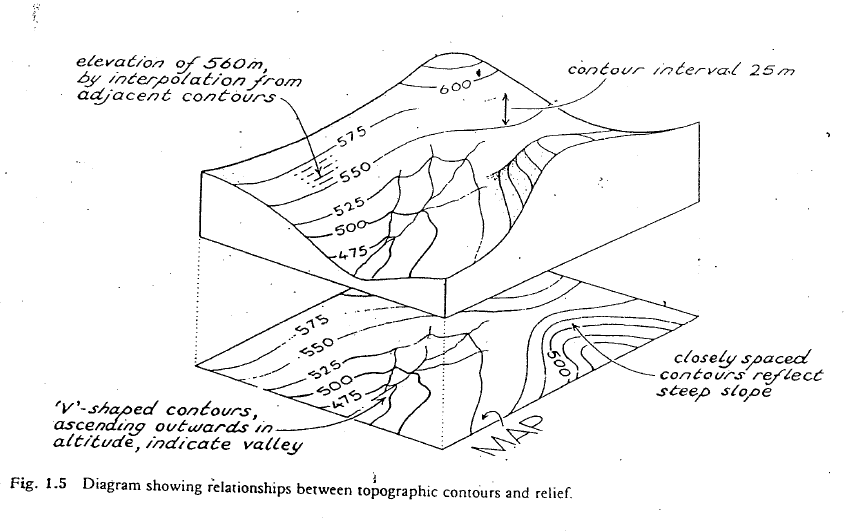 elevation of 560m,
by interpolation from
adjacent contours
contour interval 25m
600
575
550
525
500
475
575
550
525
500
475
500
closely spaced
contours reflect
steep slope
'V'-shaped contours,
ascending outwards in
altitude, indicate valley
MAP
Fig. 1.5 Diagram showing relationships between topographic contours and relief.